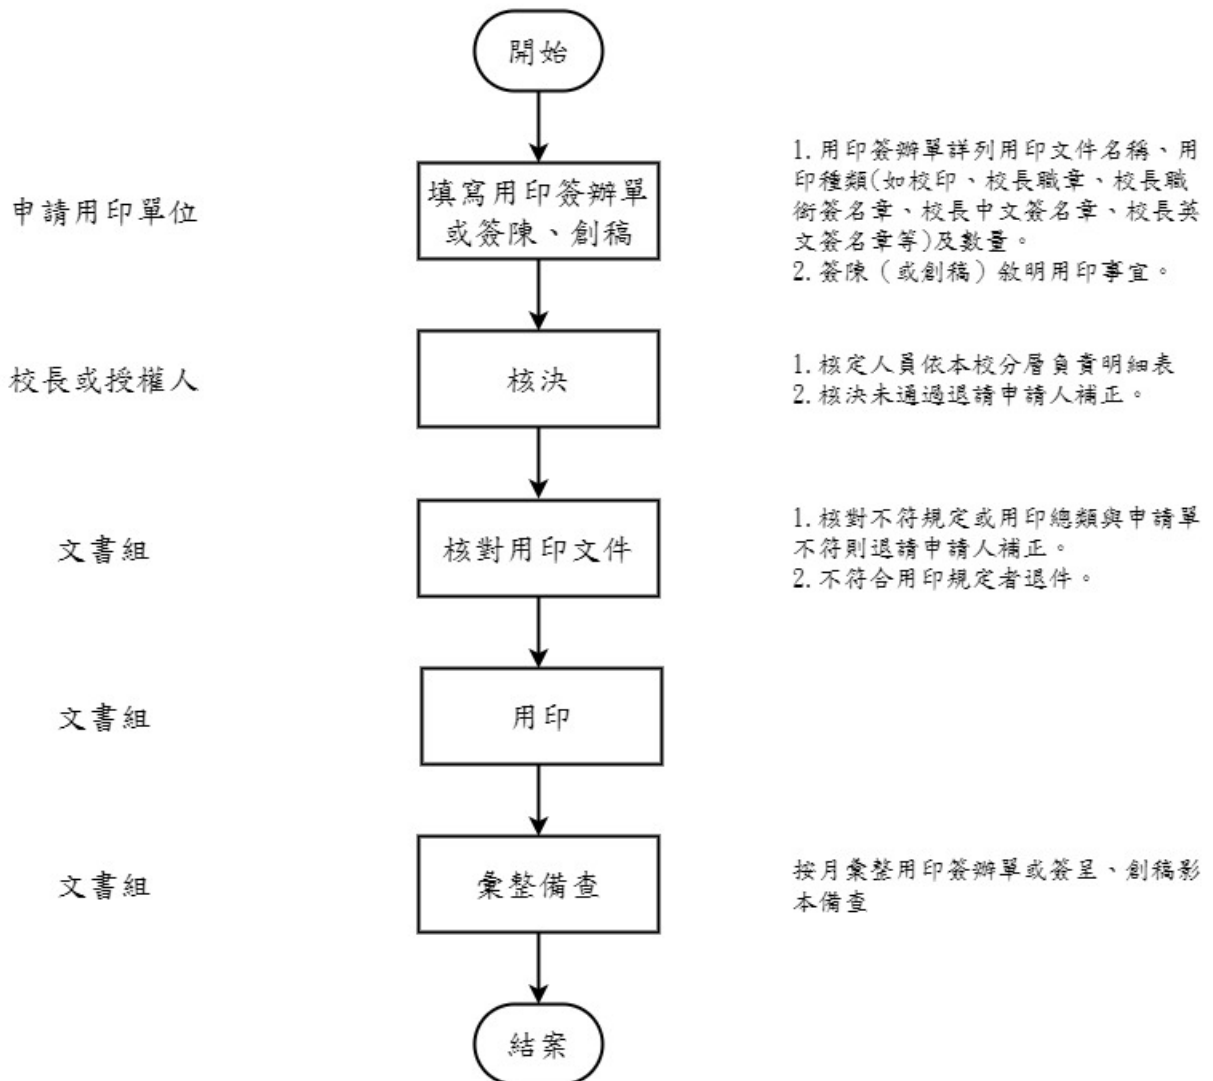 開始
申請用印單位
填寫用印簽辦單
或簽陳、創稿
1.用印簽辦單詳列用印文件名稱、用
印種類(如校印、校長職章、校長職
銜簽名章、校長中文簽名章、校長英
文簽名章等)及數量。
2.簽陳（或創稿）敘明用印事宜。
校長或授權人
核決
1.核定人員依本校分層負責明細表
2.核決未通過退請申請人補正。
文書組
核對用印文件
1.核對不符規定或用印總類與申請單
不符則退請申請人補正。
2.不符合用印規定者退件。
文書組
用印
文書組
彙整備查
按月彙整用印簽辦單或簽呈、創稿影
本備查
結案